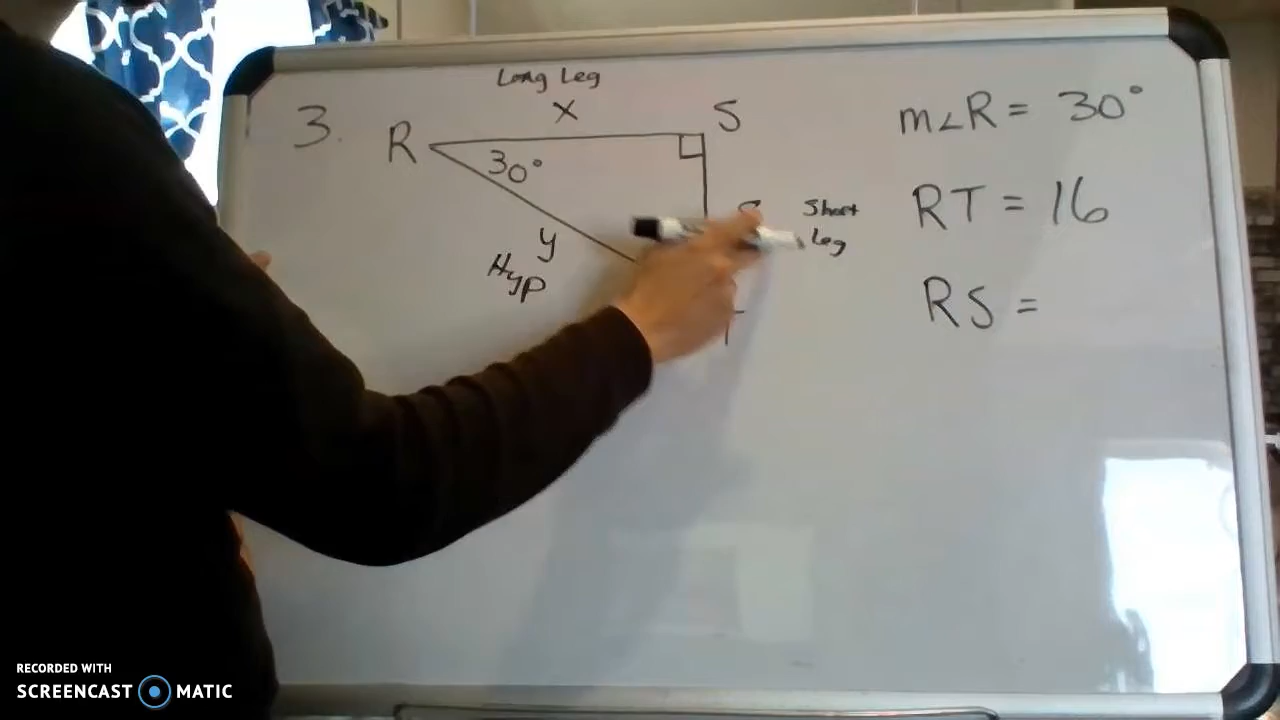 3.
Long Leg
x
R
S
30°
y
Hyp
Short
Leg
m∠R = 30°
RT = 16
RS =
RECORDED WITH
SCREENCAST MATIC